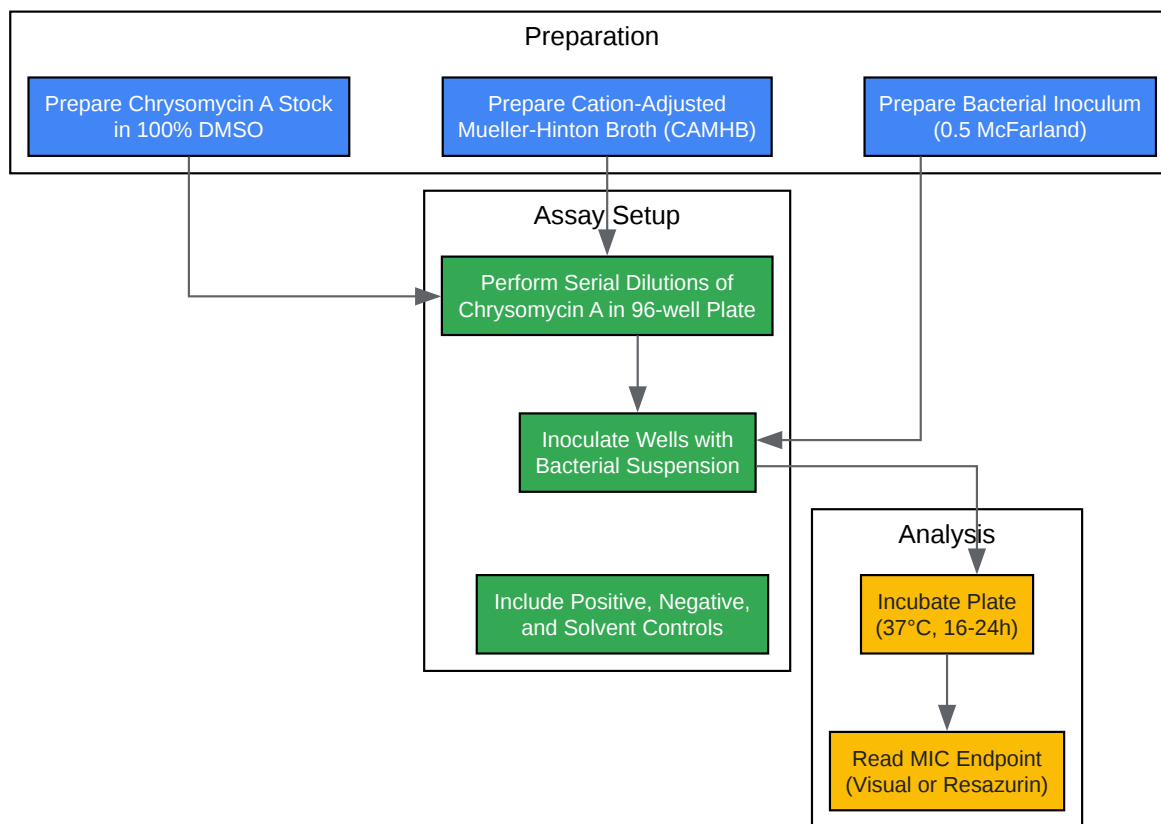 Preparation
Prepare Chrysomycin A Stock
in 100% DMSO
Prepare Cation-Adjusted
Mueller-Hinton Broth (CAMHB)
Prepare Bacterial Inoculum
(0.5 McFarland)
Assay Setup
Perform Serial Dilutions of
Chrysomycin A in 96-well Plate
Inoculate Wells with
Bacterial Suspension
Include Positive, Negative,
and Solvent Controls
Analysis
Incubate Plate
(37°C, 16-24h)
Read MIC Endpoint
(Visual or Resazurin)